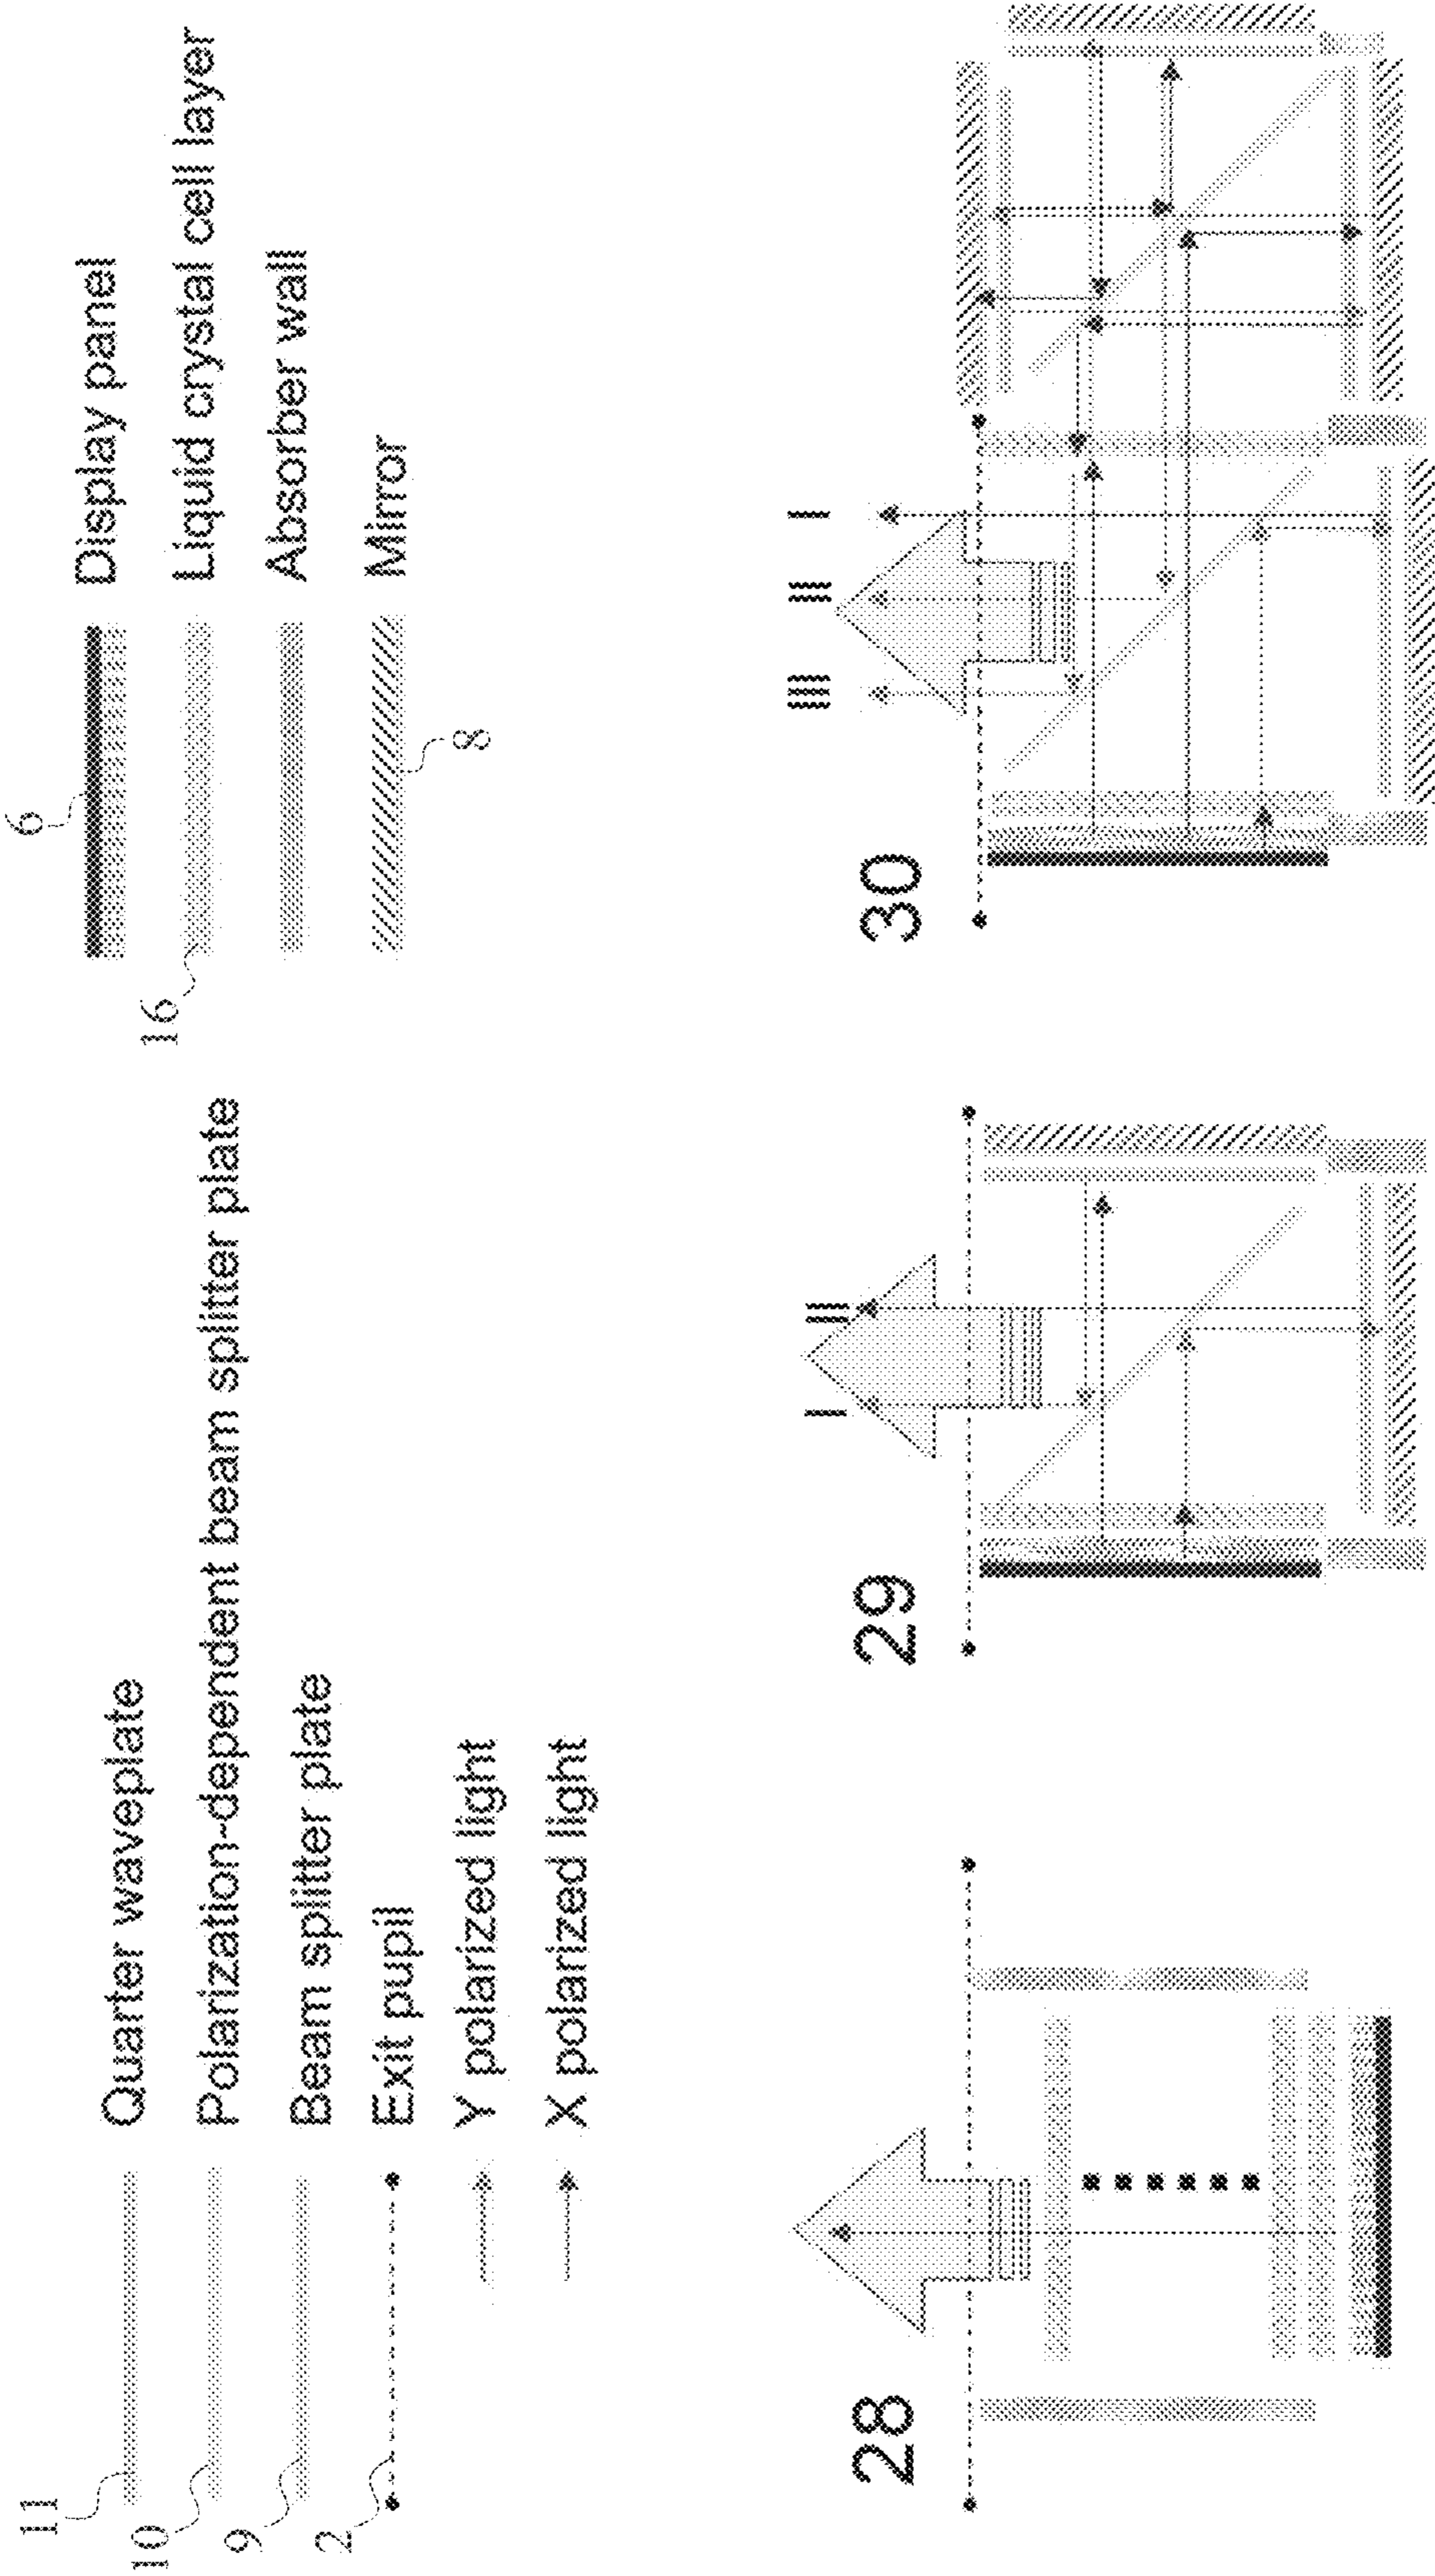 11 Quarter waveplate
10 Polarization-dependent beam splitter plate
9 Beam splitter plate
2 Exit pupil
Y polarized light
X polarized light
6 Display panel
16 Liquid crystal cell layer
Absorber wall
8 Mirror
28
29
I II
30
III II I